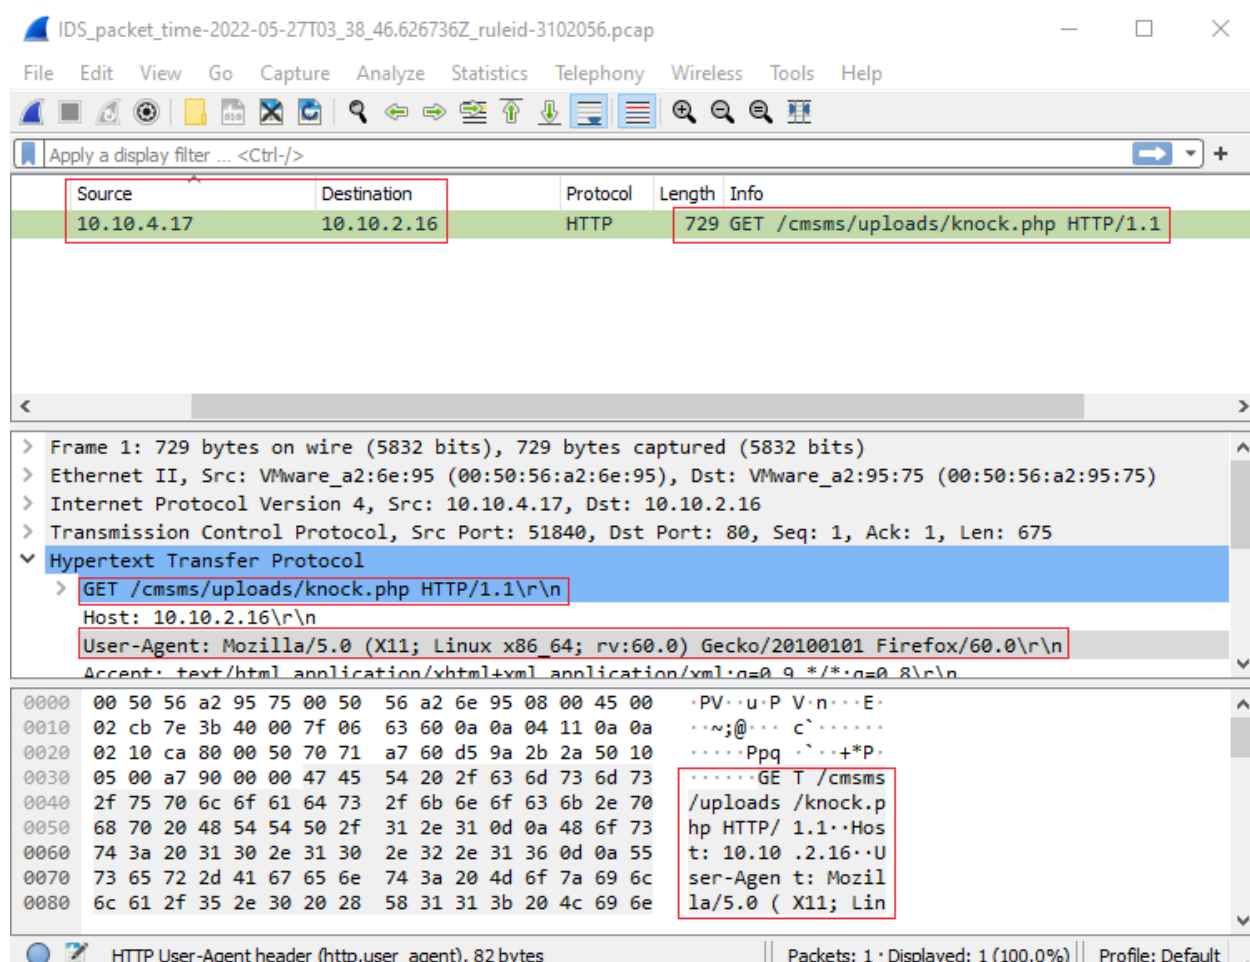 IDS_packet_time-2022-05-27T03_38_46.626736Z_ruleid-3102056.pcap
File Edit View Go Capture Analyze Statistics Telephony Wireless Tools Help
Apply a display filter ... <Ctrl-/>
Source Destination Protocol Length Info
10.10.4.17 10.10.2.16 HTTP 729 GET /cmsms/uploads/knock.php HTTP/1.1
> Frame 1: 729 bytes on wire (5832 bits), 729 bytes captured (5832 bits)
> Ethernet II, Src: VMware_a2:6e:95 (00:50:56:a2:6e:95), Dst: VMware_a2:95:75 (00:50:56:a2:95:75)
> Internet Protocol Version 4, Src: 10.10.4.17, Dst: 10.10.2.16
> Transmission Control Protocol, Src Port: 51840, Dst Port: 80, Seq: 1, Ack: 1, Len: 675
Hypertext Transfer Protocol
> GET /cmsms/uploads/knock.php HTTP/1.1\r\n
Host: 10.10.2.16\r\n
User-Agent: Mozilla/5.0 (X11; Linux x86_64; rv:60.0) Gecko/20100101 Firefox/60.0\r\n
Accept: text/html,application/xhtml+xml,application/xml;q=0.9,*/*;q=0.8\r\n
0000 00 50 56 a2 95 75 00 50 56 a2 6e 95 08 00 45 00 ·PV··u·P V·n···E·
0010 02 cb 7e 3b 40 00 7f 06 63 60 0a 0a 04 11 0a 0a ··~;@··· c`······
0020 02 10 ca 80 00 50 70 71 a7 60 d5 9a 2b 2a 50 10 ·····Ppq ·`··+*P·
0030 05 00 a7 90 00 00 47 45 54 20 2f 63 6d 73 6d 73 ······GE T /cmsms
0040 2f 75 70 6c 6f 61 64 73 2f 6b 6e 6f 63 6b 2e 70 /uploads /knock.p
0050 68 70 20 48 54 54 50 2f 31 2e 31 0d 0a 48 6f 73 hp HTTP/ 1.1··Hos
0060 74 3a 20 31 30 2e 31 30 2e 32 2e 31 36 0d 0a 55 t: 10.10 .2.16··U
0070 73 65 72 2d 41 67 65 6e 74 3a 20 4d 6f 7a 69 6c ser-Agen t: Mozil
0080 6c 61 2f 35 2e 30 20 28 58 31 31 3b 20 4c 69 6e la/5.0 ( X11; Lin
HTTP User-Agent header (http.user_agent), 82 bytes Packets: 1 · Displayed: 1 (100.0%) Profile: Default